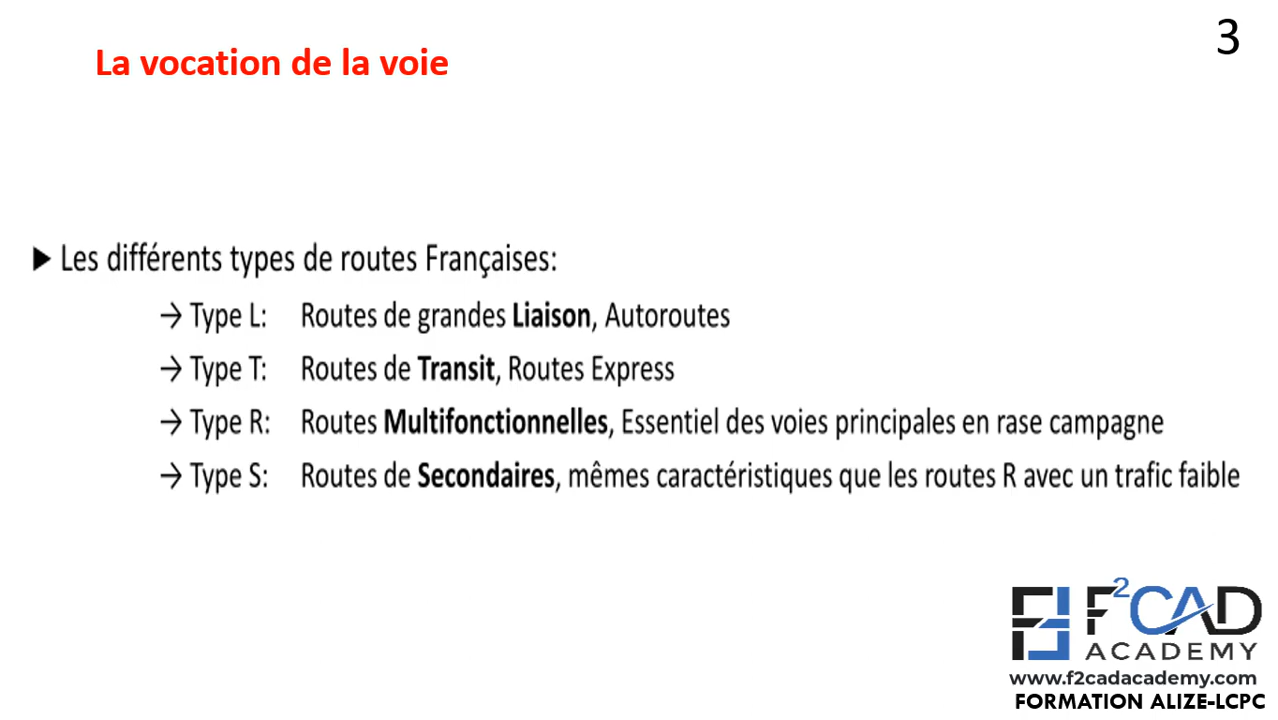 3
La vocation de la voie
▶ Les différents types de routes Françaises:
→ Type L: Routes de grandes Liaison, Autoroutes
→ Type T: Routes de Transit, Routes Express
→ Type R: Routes Multifonctionnelles, Essentiel des voies principales en rase campagne
→ Type S: Routes de Secondaires, mêmes caractéristiques que les routes R avec un trafic faible
F²CAD
ACADEMY
www.f2cadacademy.com
FORMATION ALIZE-LCPC